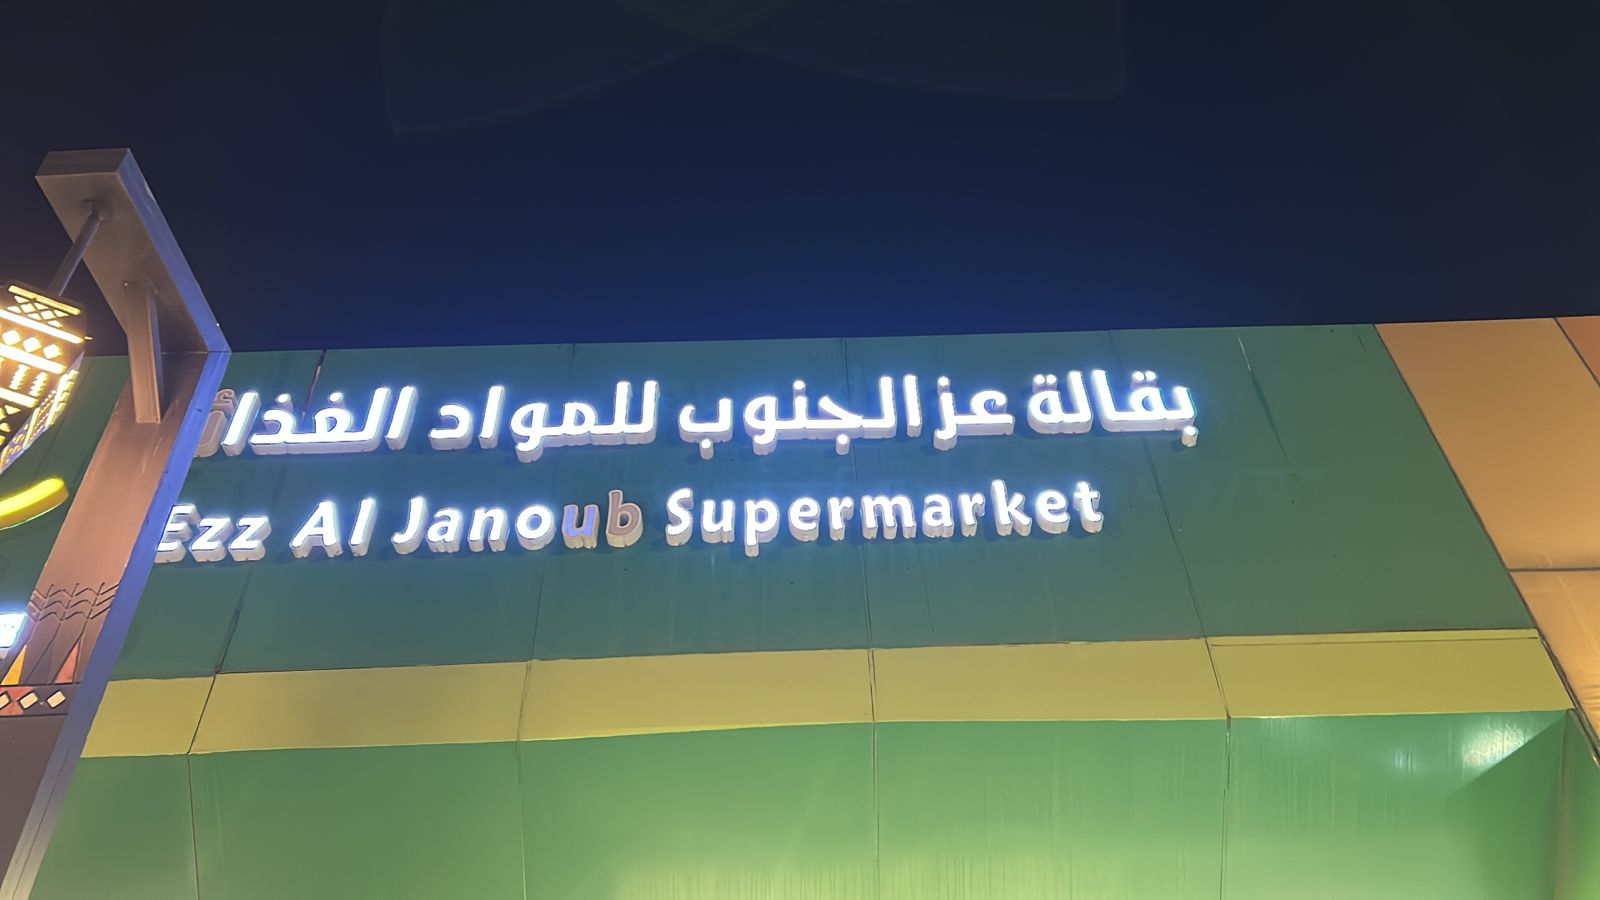 بقالة عز الجنوب للمواد
Ezz Al Janoub Supermarket